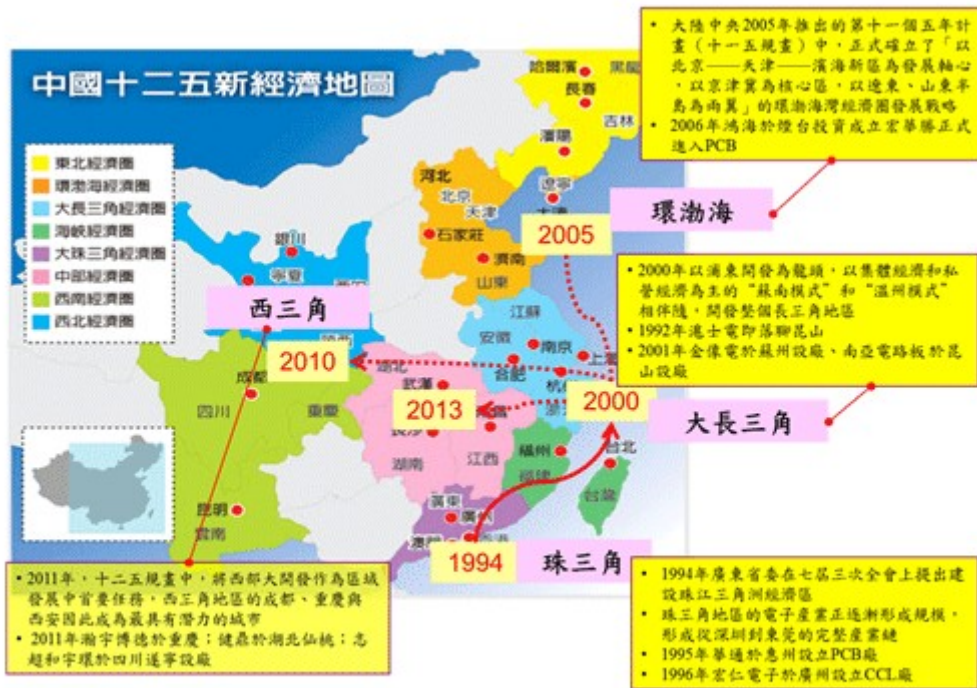 • 大陸中央2005年推出的第十一個五年計
畫（十一五規畫）中，正式確立了「以
北京——天津——濱海新區為發展軸心
，以京津冀為核心區，以遼東、山東半
島為兩翼」的環渤海灣經濟圈發展戰略
• 2006年鴻海於煙台投資成立宏華勝正式
進入PCB
中國十二五新經濟地圖
東北經濟圈
環渤海經濟圈
大長三角經濟圈
海峽經濟圈
大珠三角經濟圈
中部經濟圈
西南經濟圈
西北經濟圈
哈爾濱
長春
吉林
瀋陽
遼寧
河北
北京
天津
石家莊
濟南
山東
2005
環渤海
銀川
寧夏
西三角
2010
• 2000年以浦東開發為龍頭，以集體經濟和私
營經濟為主的“蘇南模式”和“溫州模式”
相伴隨，開發整個長三角地區
• 1992年滬士電即落腳昆山
• 2001年金像電於蘇州設廠、南亞電路板於昆
山設廠
江蘇
安徽
南京
合肥
湖北
武漢
成都
四川
重慶
2013
2000
大長三角
湖南
江西
福州
福建
台北
台灣
昆明
雲南
廣東
廣州
1994
珠三角
• 2011年，十二五規畫中，將西部大開發作為區域
發展中首要任務，西三角地區的成都、重慶與
西安因此成為最具有潛力的城市
• 2011年瀚宇博德於重慶；健鼎於湖北仙桃；志
超和宇環於四川遂寧設廠
• 1994年廣東省委在七屆三次全會上提出建
設珠江三角洲經濟區
• 珠三角地區的電子產業正逐漸形成規模，
形成從深圳到東莞的完整產業鏈
• 1995年華通於惠州設立PCB廠
• 1996年宏仁電子於廣州設立CCL廠